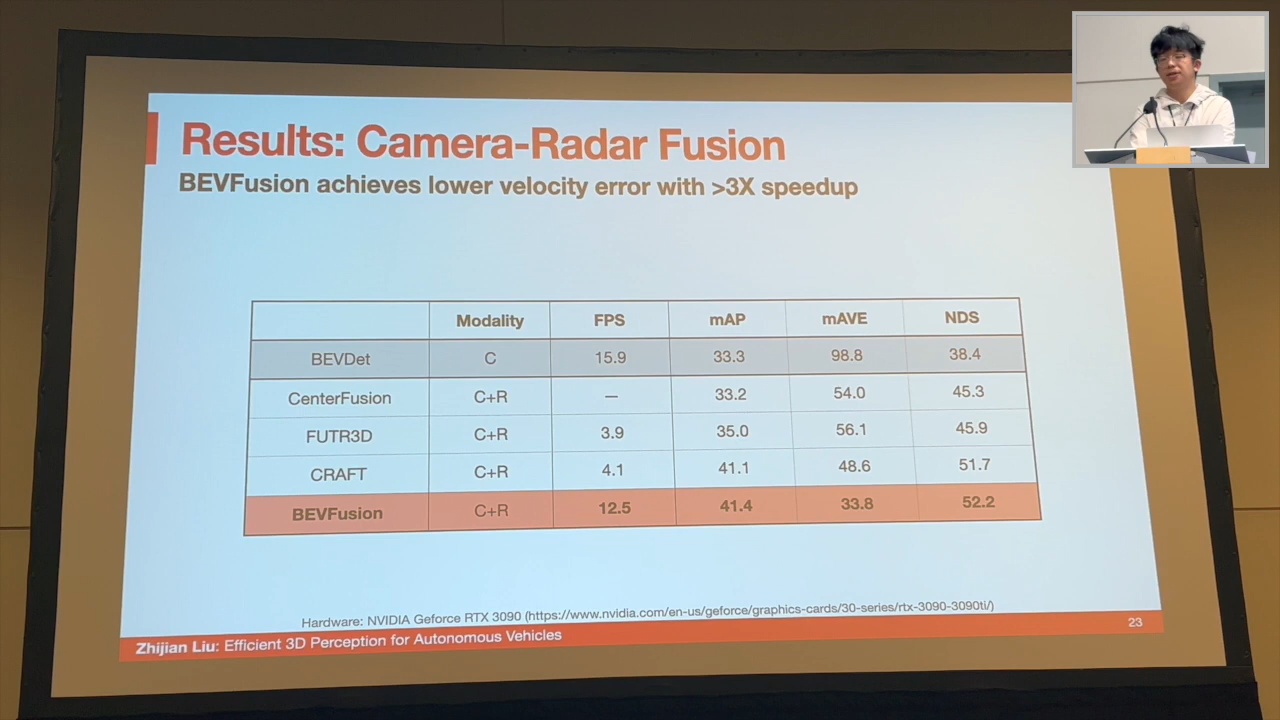 Results: Camera-Radar Fusion
BEVFusion achieves lower velocity error with >3X speedup
Modality FPS mAP mAVE NDS
BEVDet C 15.9 33.3 98.8 38.4
CenterFusion C+R — 33.2 54.0 45.3
FUTR3D C+R 3.9 35.0 56.1 45.9
CRAFT C+R 4.1 41.1 48.6 51.7
BEVFusion C+R 12.5 41.4 33.8 52.2
Hardware: NVIDIA Geforce RTX 3090 (https://www.nvidia.com/en-us/geforce/graphics-cards/30-series/rtx-3090-3090ti/)
Zhijian Liu: Efficient 3D Perception for Autonomous Vehicles
23